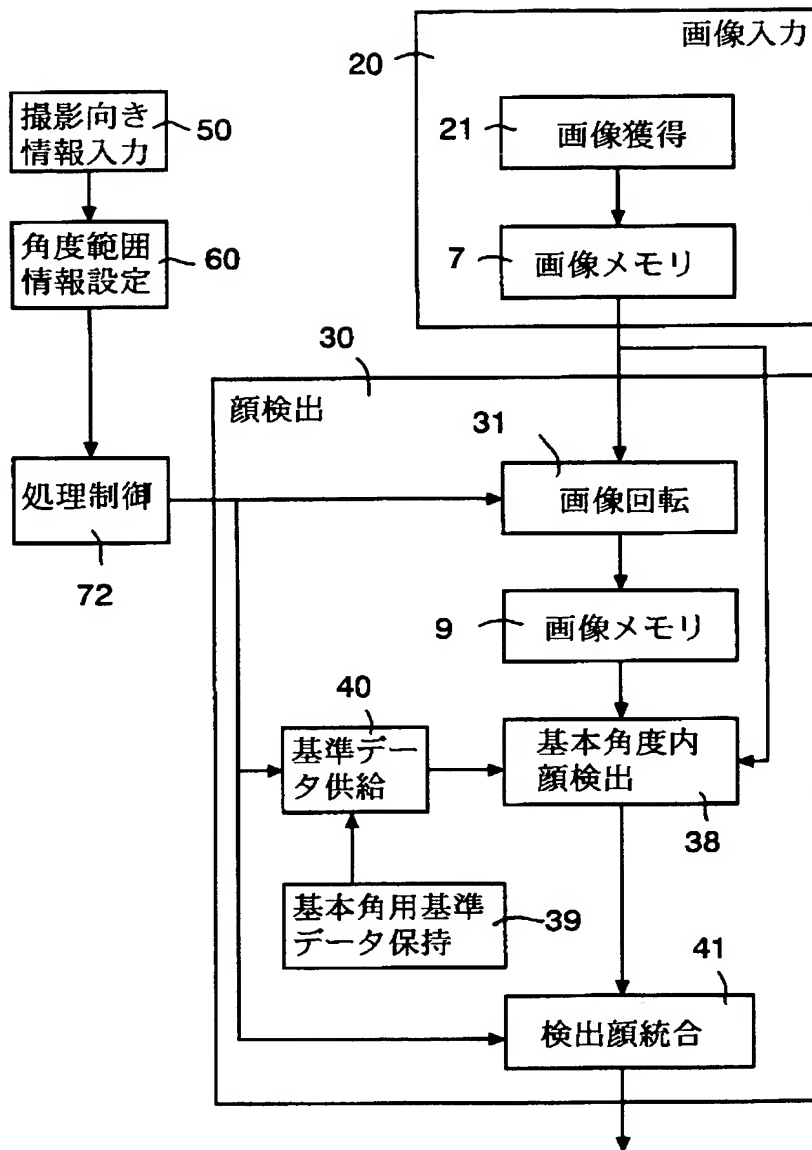 画像入力
20
撮影向き
情報入力
50
21
画像獲得
角度範囲
情報設定
60
7
画像メモリ
30
顔検出
31
処理制御
72
画像回転
9
画像メモリ
40
基準デー
タ供給
基本角度内
顔検出
38
基本角用基準
データ保持
39
41
検出顔統合